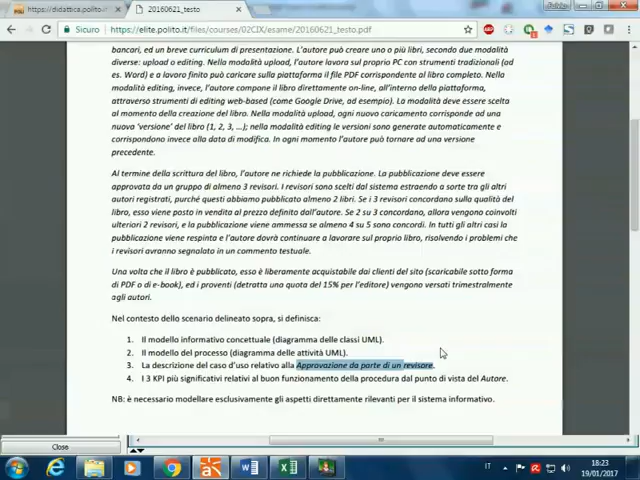 https://didattica.polito.it
20160621_testo
Sicuro
https://elite.polito.it/files/courses/02CIX/esame/20160621_testo.pdf
bancari, ed un breve curriculum di presentazione. L'autore può creare uno o più libri, secondo due modalità
diverse: upload o editing. Nella modalità upload, l'autore lavora sul proprio PC con strumenti tradizionali (ad
es. Word) e a lavoro finito può caricare sulla piattaforma il file PDF corrispondente al libro completo. Nella
modalità editing, invece, l'autore compone il libro direttamente on-line, all'interno della piattaforma,
attraverso strumenti di editing web-based (come Google Drive, ad esempio). La modalità deve essere scelta
al momento della creazione del libro. Nella modalità upload, ogni nuovo caricamento corrisponde ad una
nuova 'versione' del libro (1, 2, 3, …); nella modalità editing le versioni sono generate automaticamente e
corrispondono invece alla data di modifica. In ogni momento l'autore può tornare ad una versione
precedente.
Al termine della scrittura del libro, l'autore ne richiede la pubblicazione. La pubblicazione deve essere
approvata da un gruppo di almeno 3 revisori. I revisori sono scelti dal sistema estraendo a sorte tra gli altri
autori registrati, purché questi abbiamo pubblicato almeno 2 libri. Se i 3 revisori concordano sulla qualità del
libro, esso viene posto in vendita al prezzo definito dall'autore. Se 2 su 3 concordano, allora vengono coinvolti
ulteriori 2 revisori, e la pubblicazione viene ammessa se almeno 4 su 5 sono concordi. In tutti gli altri casi la
pubblicazione viene respinta e l'autore dovrà continuare a lavorare sul proprio libro, risolvendo i problemi che
i revisori avranno segnalato in un commento testuale.
Una volta che il libro è pubblicato, esso è liberamente acquistabile dai clienti del sito (scaricabile sotto forma
di PDF o di e-book), ed i proventi (detratta una quota del 15% per l'editore) vengono versati trimestralmente
agli autori.
Nel contesto dello scenario delineato sopra, si definisca:
1. Il modello informativo concettuale (diagramma delle classi UML).
2. Il modello del processo (diagramma delle attività UML).
3. La descrizione del caso d'uso relativo alla Approvazione da parte di un revisore.
4. I 3 KPI più significativi relativi al buon funzionamento della procedura dal punto di vista del Autore.
NB: è necessario modellare esclusivamente gli aspetti direttamente rilevanti per il sistema informativo.
Close
IT
18:23
19/01/2017